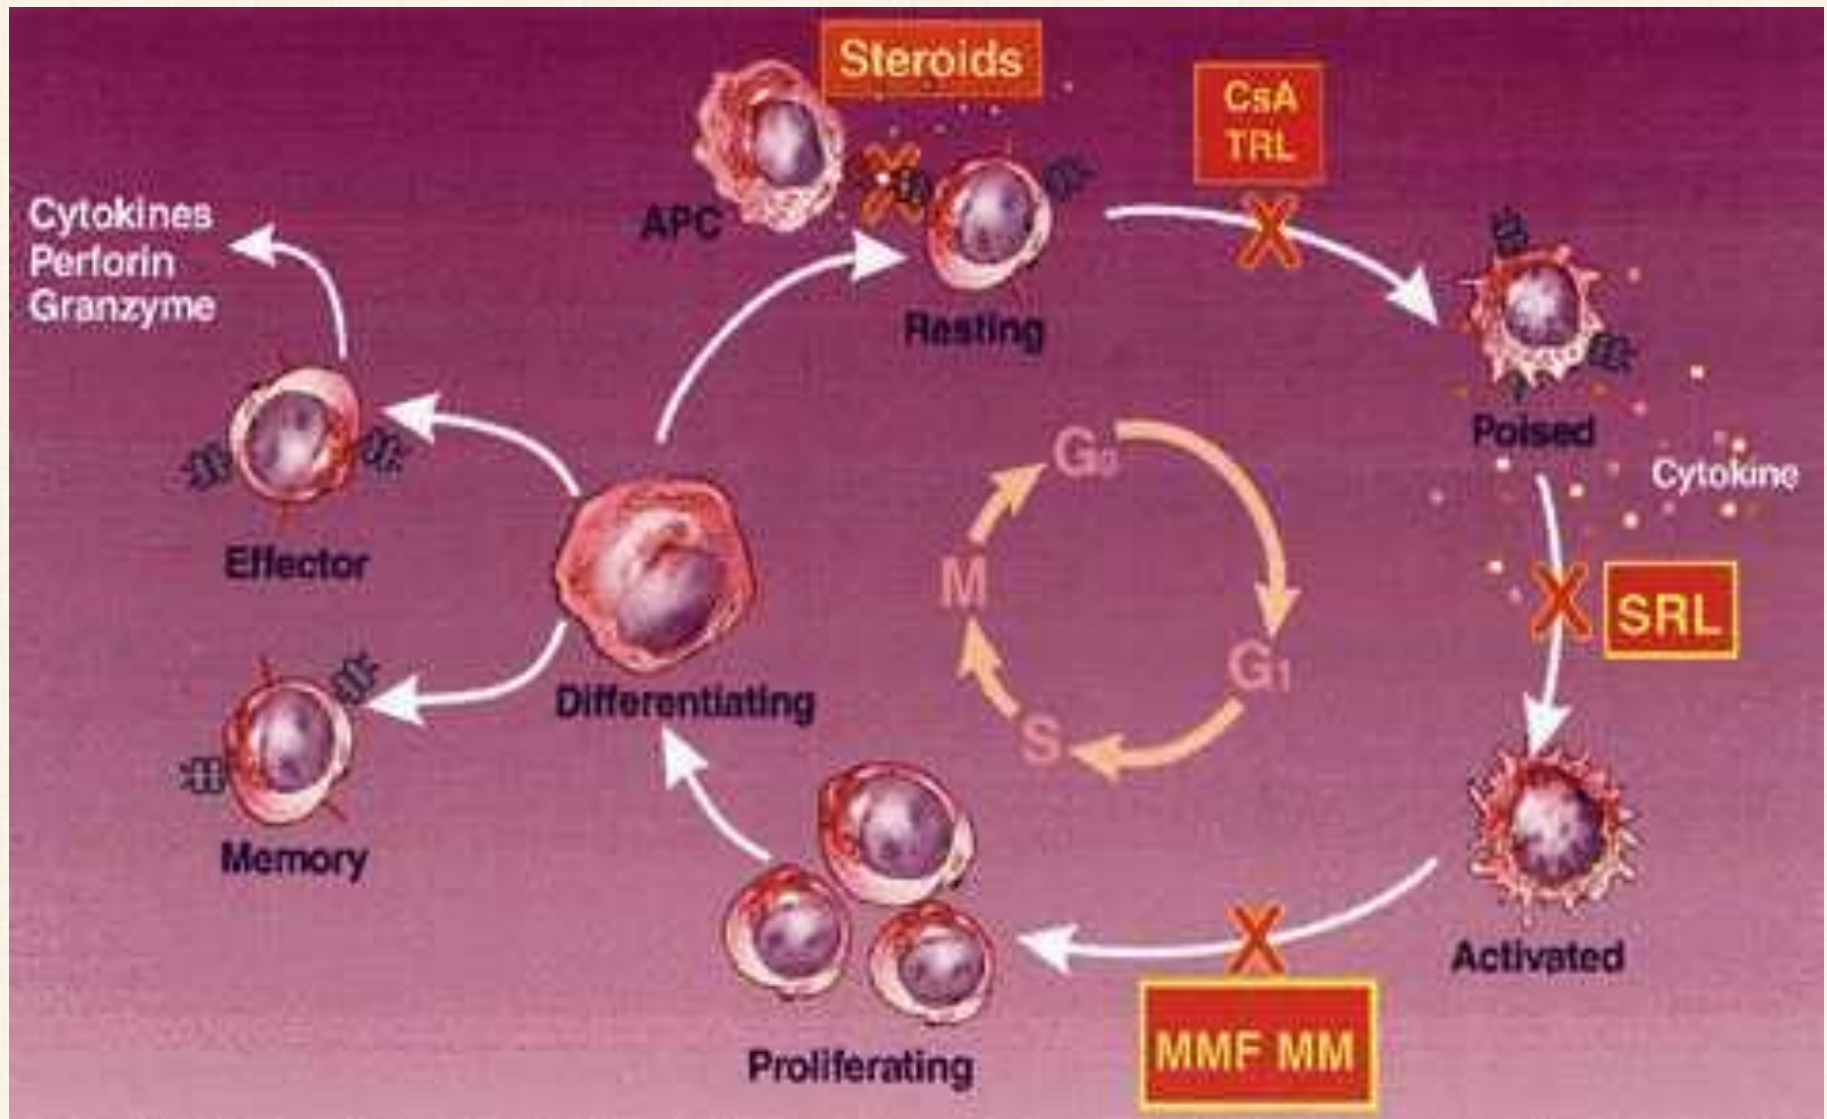 Steroids
CsA
TRL
APC
Resting
Cytokines
Perforin
Granzyme
Poised
Cytokine
G0
G1
S
M
SRL
Effector
Differentiating
Memory
Activated
Proliferating
MMF MM